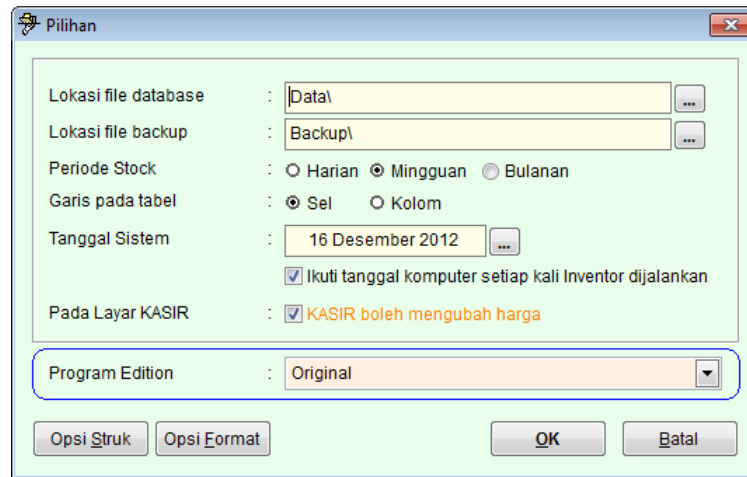 Pilihan
Lokasi file database : Data\ ...
Lokasi file backup : Backup\ ...
Periode Stock : Harian Mingguan Bulanan
Garis pada tabel : Sel Kolom
Tanggal Sistem : 16 Desember 2012 ...
Ikuti tanggal komputer setiap kali Inventor dijalankan
Pada Layar KASIR : KASIR boleh mengubah harga
Program Edition : Original
Opsi Struk Opsi Format OK Batal